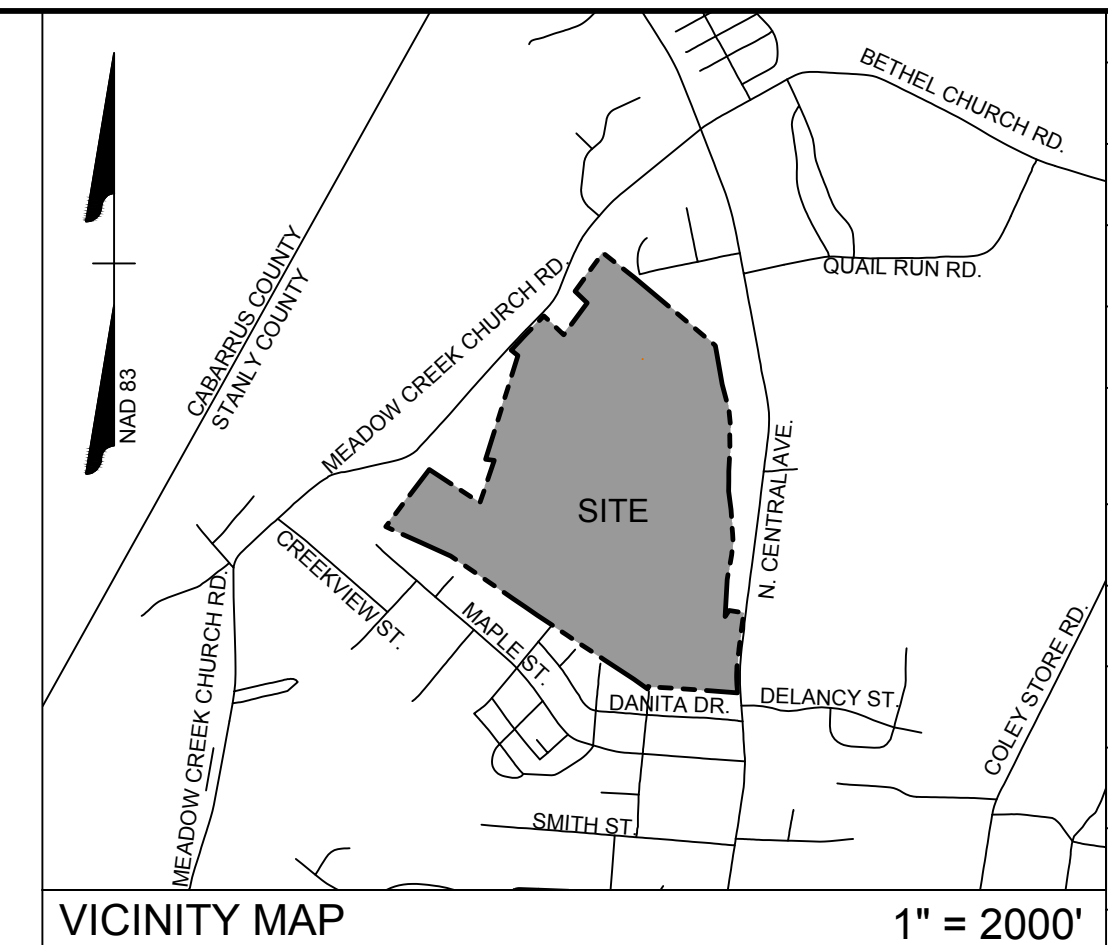 BETHEL CHURCH RD.
CABARRUS COUNTY
STANLY COUNTY
MEADOW CREEK CHURCH RD.
QUAIL RUN RD.
NAD 83
N. CENTRAL AVE.
SITE
CREEKVIEW ST.
MAPLE ST.
MEADOW CREEK CHURCH RD.
DANITA DR.
DELANCY ST.
COLEY STORE RD.
SMITH ST.
VICINITY MAP
1" = 2000'